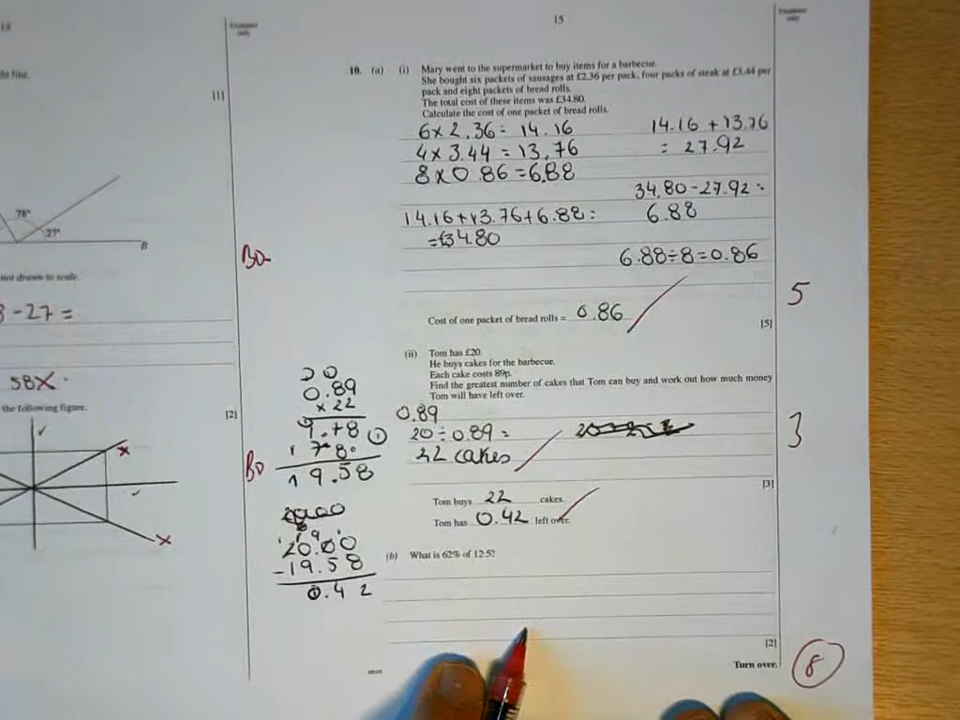 15
10. (a) (i) Mary went to the supermarket to buy items for a barbecue.
She bought six packets of sausages at £2.36 per pack, four packs of steak at £3.44 per
pack and eight packets of bread rolls.
The total cost of these items was £34.80.
Calculate the cost of one packet of bread rolls.
6 x 2.36 = 14.16
4 x 3.44 = 13.76
8 x 0.86 = 6.88
14.16 + 13.76 + 6.88 =
= £34.80
14.16 + 13.76
= 27.92
34.80 - 27.92 =
6.88
6.88 ÷ 8 = 0.86
Cost of one packet of bread rolls = 0.86
[5]
5
(ii) Tom has £20.
He buys cakes for the barbecue.
Each cake costs 89p.
Find the greatest number of cakes that Tom can buy and work out how much money
Tom will have left over.
0.89
20 ÷ 0.89 =
22 cakes
[3]
3
Tom buys 22 cakes.
Tom has 0.42 left over.
0.89
x 22
19.58
20.00
-19.58
0.42
(b) What is 62% of 12·5?
[2]
Turn over.
8
[1]
78°
27°
B
not drawn to scale
- 27 =
58
the following figure.
[2]